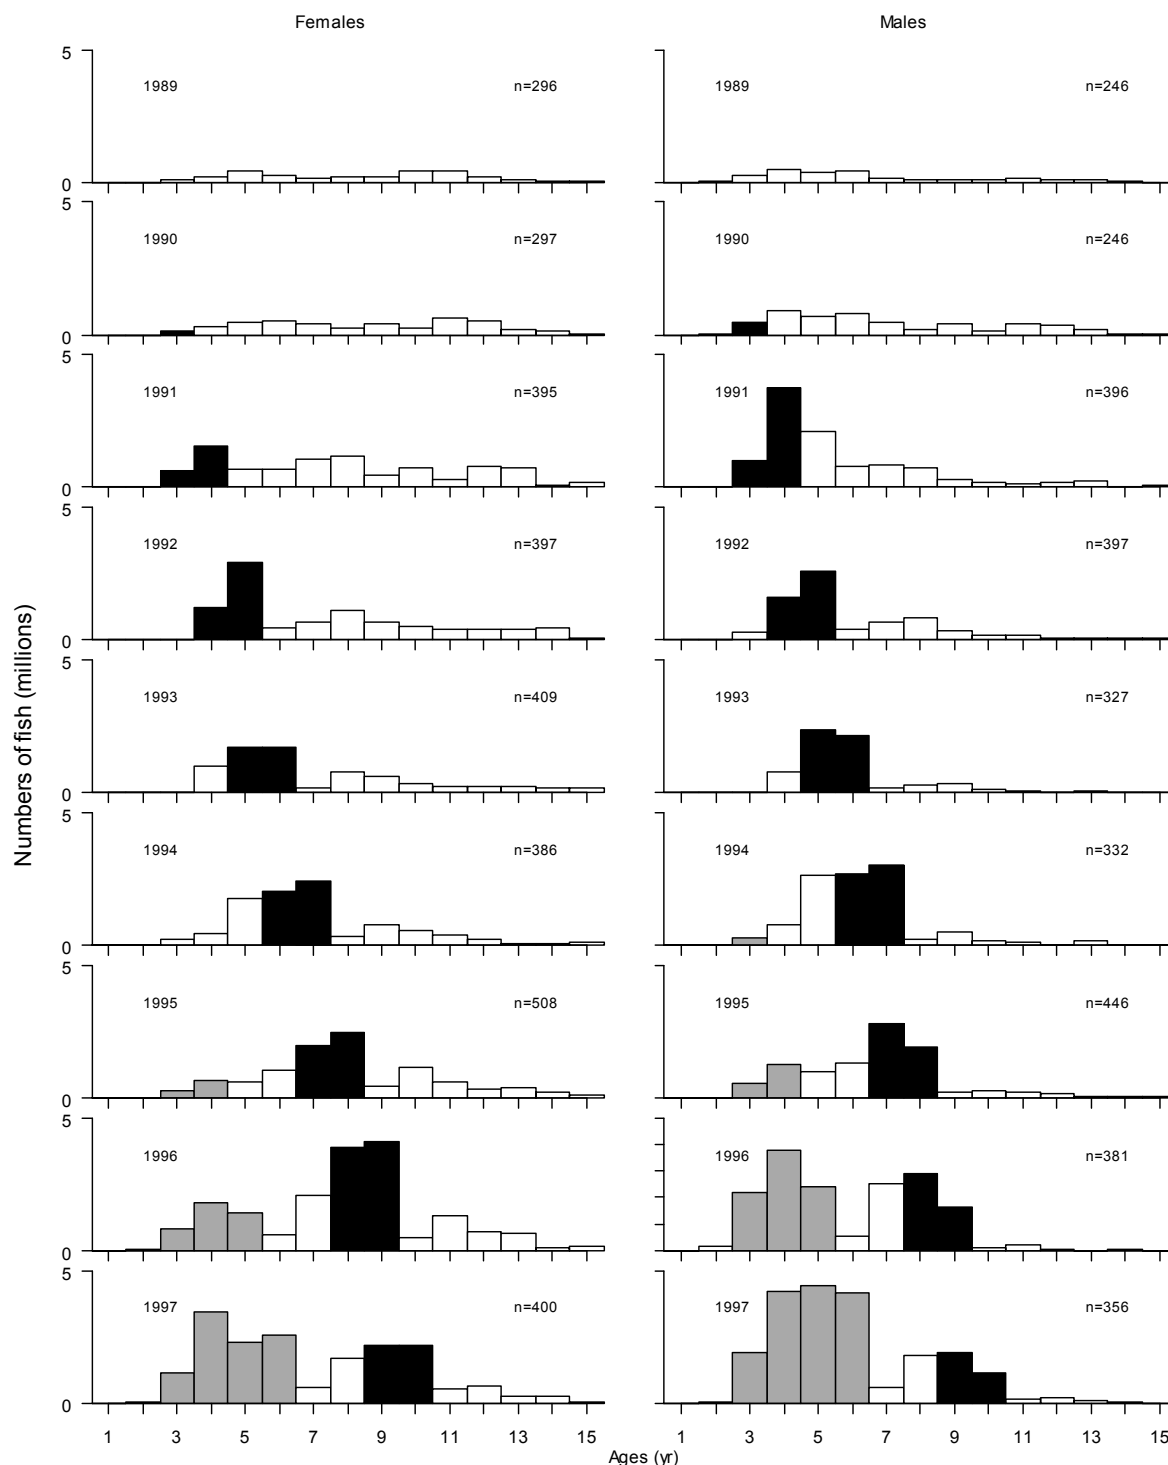 Females Males
5
1989 n=296 1989 n=246
0
5
1990 n=297 1990 n=246
0
5
1991 n=395 1991 n=396
0
5
1992 n=397 1992 n=397
0
5
1993 n=409 1993 n=327
0
5
1994 n=386 1994 n=332
0
5
1995 n=508 1995 n=446
0
5
1996 n=381
1996
0
5
1997 n=400 1997 n=356
0
1 3 5 7 9 11 13 15 1 3 5 7 9 11 13 15
Ages (yr)
Numbers of fish (millions)